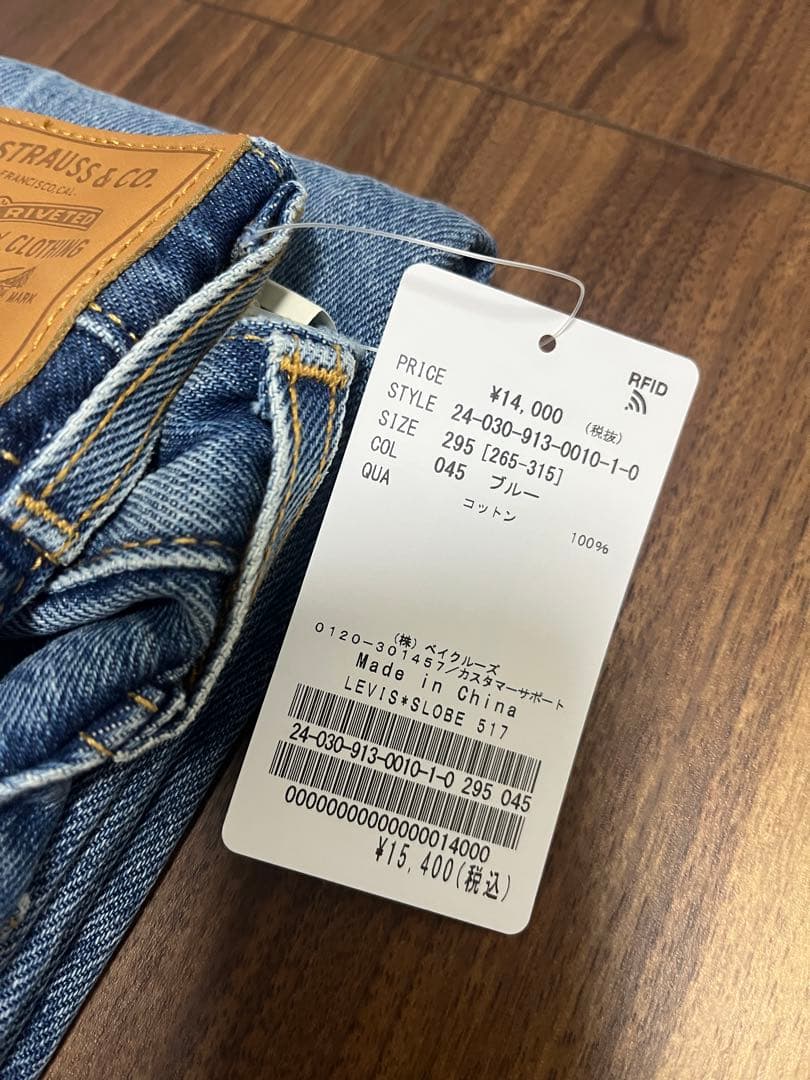 STRAUSS & CO.
FRANCISCO, CAL.
RIVETED
CLOTHING
MARK
RFID
PRICE ¥14,000 (税抜)
STYLE 24-030-913-0010-1-0
SIZE 295 [265-315]
COL 045 ブルー
QUA コットン 100%
(株) ベイクルーズ
0120-301457/カスタマーサポート
Made in China
LEVIS*SLOBE 517
24-030-913-0010-1-0 295 045
0000000000000014000
¥15,400(税込)